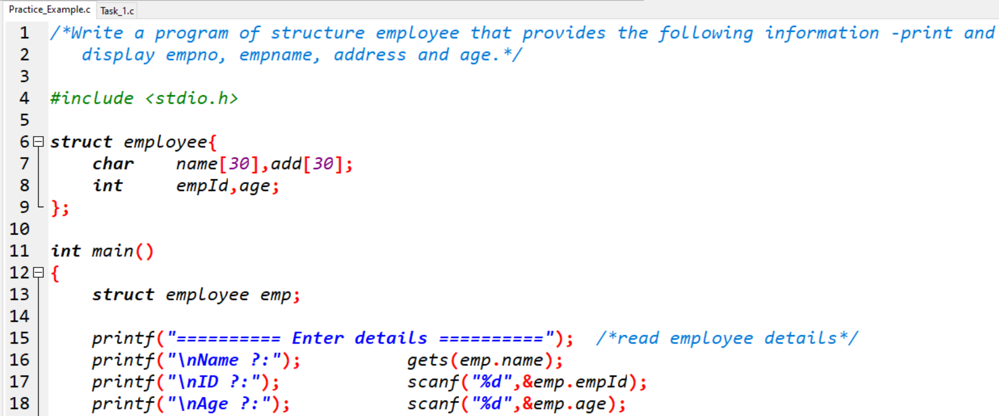 Practice_Example.c Task_1.c
1 /*Write a program of structure employee that provides the following information -print and
2 display empno, empname, address and age.*/
3
4 #include <stdio.h>
5
6 struct employee{
7 char name[30],add[30];
8 int empId,age;
9 };
10
11 int main()
12 {
13 struct employee emp;
14
15 printf("========== Enter details =========="); /*read employee details*/
16 printf("\nName ?:"); gets(emp.name);
17 printf("\nID ?:"); scanf("%d",&emp.empId);
18 printf("\nAge ?:"); scanf("%d",&emp.age);